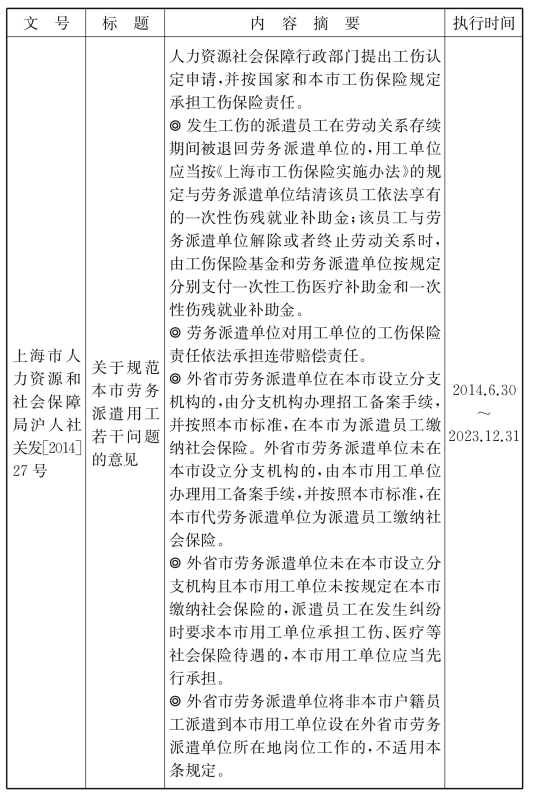 文 号
标 题
内 容 摘 要
执行时间
上海市人
力资源和
社会保障
局沪人社
关发[2014]
27 号
关于规范
本市劳务
派遣用工
若干问题
的意见
人力资源社会保障行政部门提出工伤认
定申请,并按国家和本市工伤保险规定
承担工伤保险责任。
◎ 发生工伤的派遣员工在劳动关系存续
期间被退回劳务派遣单位的,用工单位
应当按《上海市工伤保险实施办法》的规
定与劳务派遣单位结清该员工依法享有
的一次性伤残就业补助金;该员工与劳
务派遣单位解除或者终止劳动关系时,
由工伤保险基金和劳务派遣单位按规定
分别支付一次性工伤医疗补助金和一次
性伤残就业补助金。
◎ 劳务派遣单位对用工单位的工伤保险
责任依法承担连带赔偿责任。
◎ 外省市劳务派遣单位在本市设立分支
机构的,由分支机构办理招工备案手续,
并按照本市标准,在本市为派遣员工缴
纳社会保险。外省市劳务派遣单位未在
本市设立分支机构的,由本市用工单位
办理用工备案手续,并按照本市标准,在
本市代劳务派遣单位为派遣员工缴纳社
会保险。
◎ 外省市劳务派遣单位未在本市设立分
支机构且本市用工单位未按规定在本市
缴纳社会保险的,派遣员工在发生纠纷
时要求本市用工单位承担工伤、医疗等
社会保险待遇的,本市用工单位应当先
行承担。
◎ 外省市劳务派遣单位将非本市户籍员
工派遣到本市用工单位设在外省市劳务
派遣单位所在地岗位工作的,不适用本
条规定。
2014.6.30
～
2023.12.31